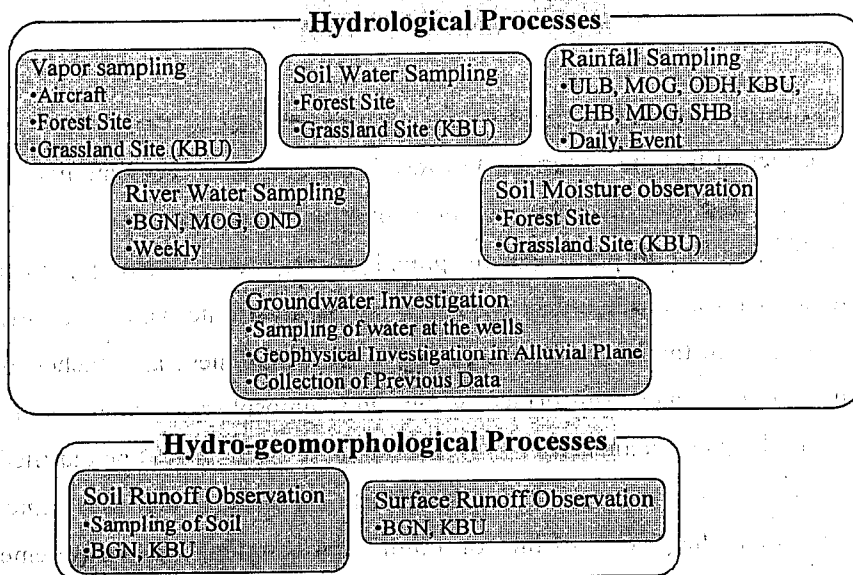 Hydrological Processes
Vapor sampling
•Aircraft
•Forest Site
•Grassland Site (KBU)
Soil Water Sampling
•Forest Site
•Grassland Site (KBU)
Rainfall Sampling
•ULB, MOG, ODH, KBU,
CHB, MDG, SHB
•Daily, Event
River Water Sampling
•BGN, MOG, OND
•Weekly
Soil Moisture observation
•Forest Site
•Grassland Site (KBU)
Groundwater Investigation
•Sampling of water at the wells
•Geophysical Investigation in Alluvial Plane
•Collection of Previous Data
Hydro-geomorphological Processes
Soil Runoff Observation
•Sampling of Soil
•BGN, KBU
Surface Runoff Observation
•BGN, KBU